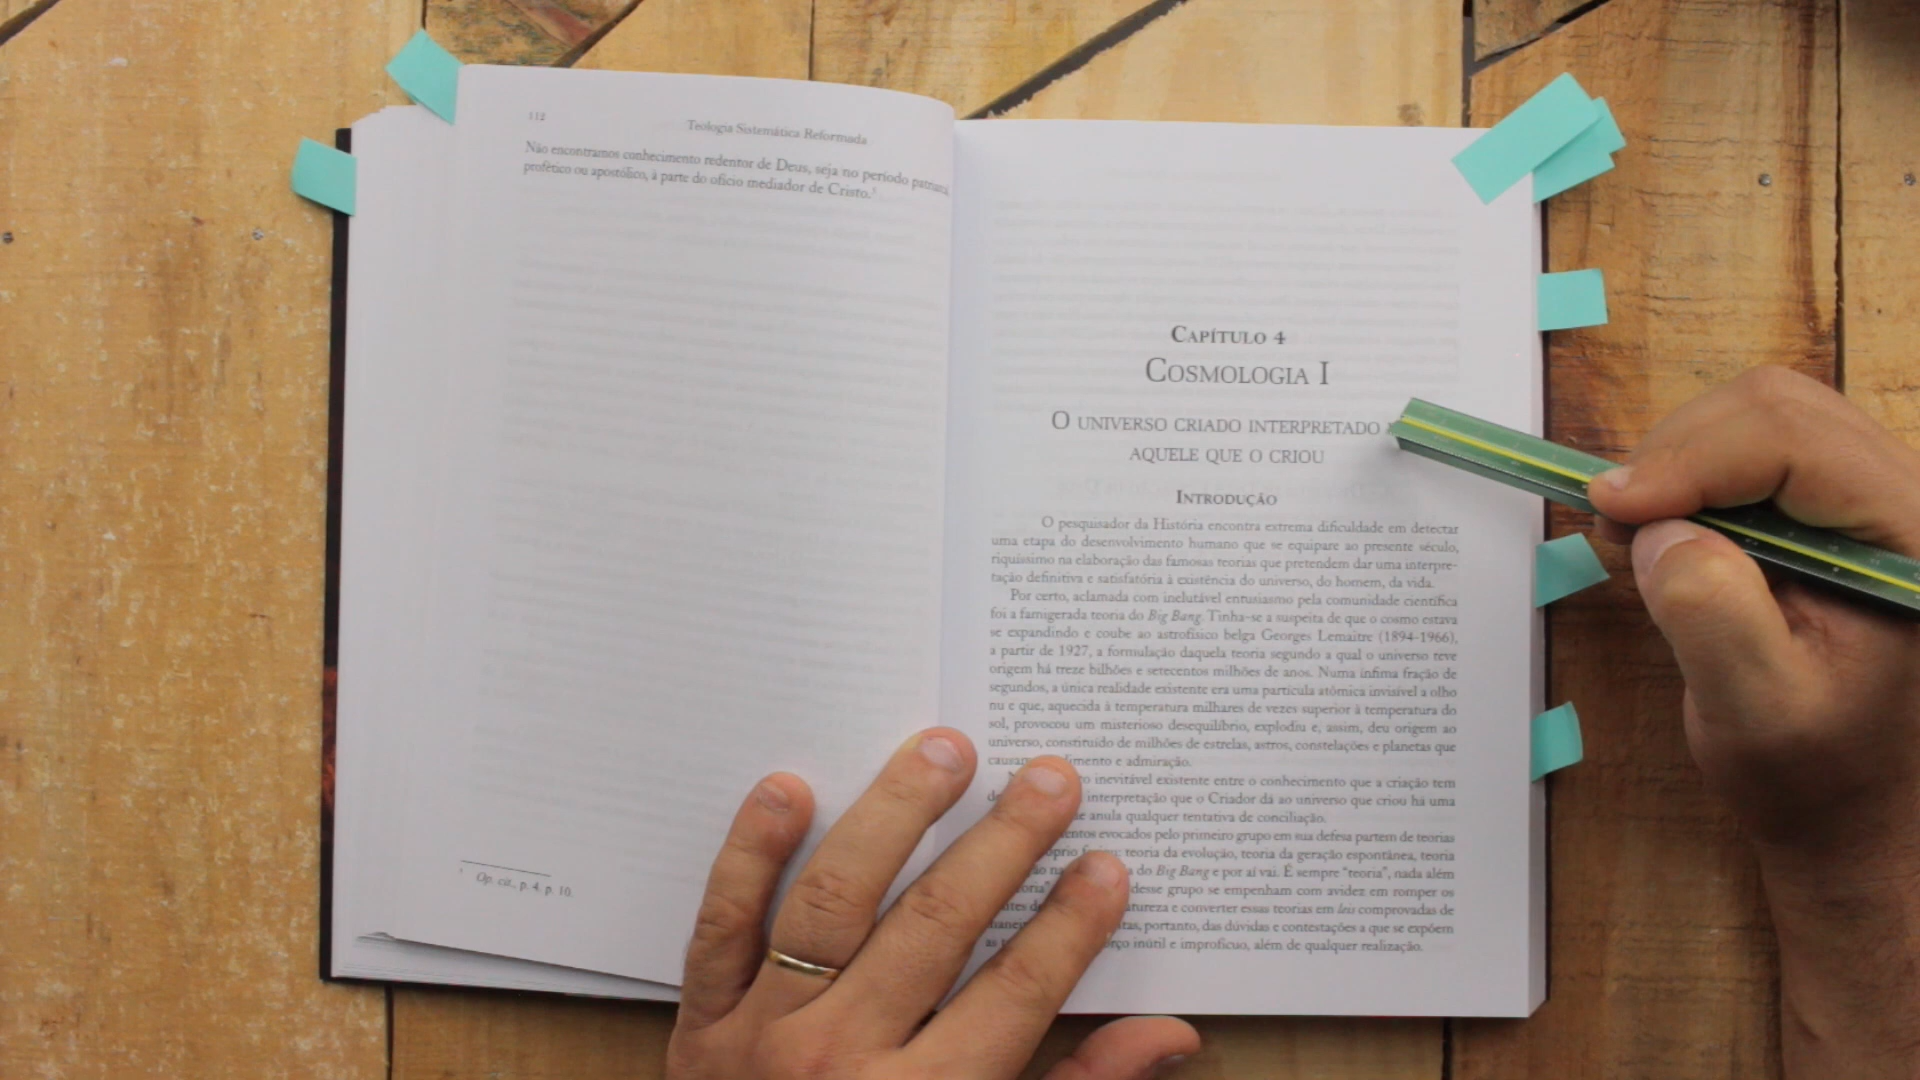 112
Teologia Sistemática Reformada
Não encontramos conhecimento redentor de Deus, seja no período
profético ou apostólico, à parte do ofício mediador de Cristo.
Op. cit., p. 4. p. 10.
CAPÍTULO 4
COSMOLOGIA I
O UNIVERSO CRIADO INTERPRETADO
AQUELE QUE O CRIOU
INTRODUÇÃO
O pesquisador da História encontra extrema dificuldade em detectar
uma etapa do desenvolvimento humano que se equipare ao presente século,
riquíssimo na elaboração das famosas teorias que pretendem dar uma interpre-
tação definitiva e satisfatória à existência do universo, do homem, da vida.
Por certo, aclamada com inelutável entusiasmo pela comunidade científica
foi a famigerada teoria do Big Bang. Tinha-se a suspeita de que o cosmo estava
se expandindo e coube ao astrofísico belga Georges Lemaitre (1894-1966),
a partir de 1927, a formulação daquela teoria segundo a qual o universo teve
origem há treze bilhões e setecentos milhões de anos. Numa ínfima fração de
segundos, a única realidade existente era uma partícula atômica invisível a olho
nu e que, aquecida à temperatura milhares de vezes superior à temperatura do
sol, provocou um misterioso desequilíbrio, explodiu e, assim, deu origem ao
universo, constituído de milhões de estrelas, astros, constelações e planetas que
causam e admiração.
inevitável existente entre o conhecimento que a criação tem
interpretação que o Criador dá ao universo que criou há uma
anula qualquer tentativa de conciliação.
evocados pelo primeiro grupo em sua defesa partem de teorias
teoria da evolução, teoria da geração espontânea, teoria
do Big Bang e por aí vai. É sempre "teoria", nada além
desse grupo se empenham com avidez em romper os
e converter essas teorias em leis comprovadas de
portanto, das dúvidas e contestações a que se expõem
inútil e improfícuo, além de qualquer realização.